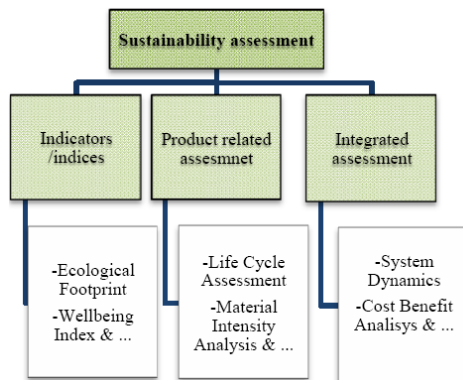 Sustainability assessment
Indicators
/indices
Product related
assesmnet
Integrated
assessment
-Ecological
Footprint
-Wellbeing
Index & ...
-Life Cycle
Assessment
-Material
Intensity
Analysis & ...
-System
Dynamics
-Cost Benefit
Analisys & ...